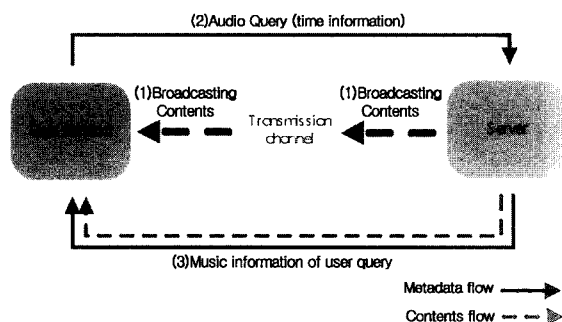 (2)Audio Query (time information)
(1)Broadcasting
Contents
(1)Broadcasting
Contents
Transmission
channel
Server
(3)Music information of user query
Metadata flow
Contents flow